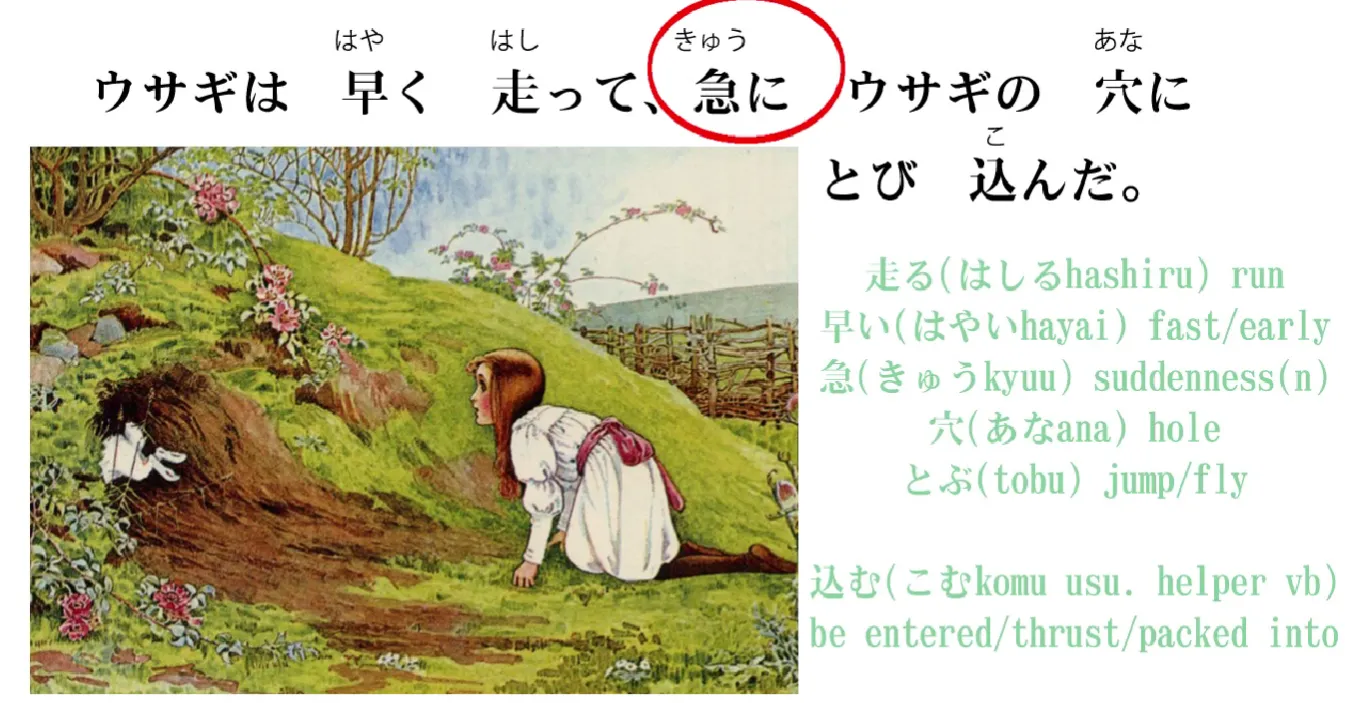 ウサギは 早く 走って、急に ウサギの 穴に
はや はし きゅう あな
とび 込んだ。
こ
走る(はしるhashiru) run
早い(はやいhayai) fast/early
急(きゅうkyuu) suddenness(n)
穴(あなana) hole
とぶ(tobu) jump/fly
込む(こむkomu usu. helper vb)
be entered/thrust/packed into